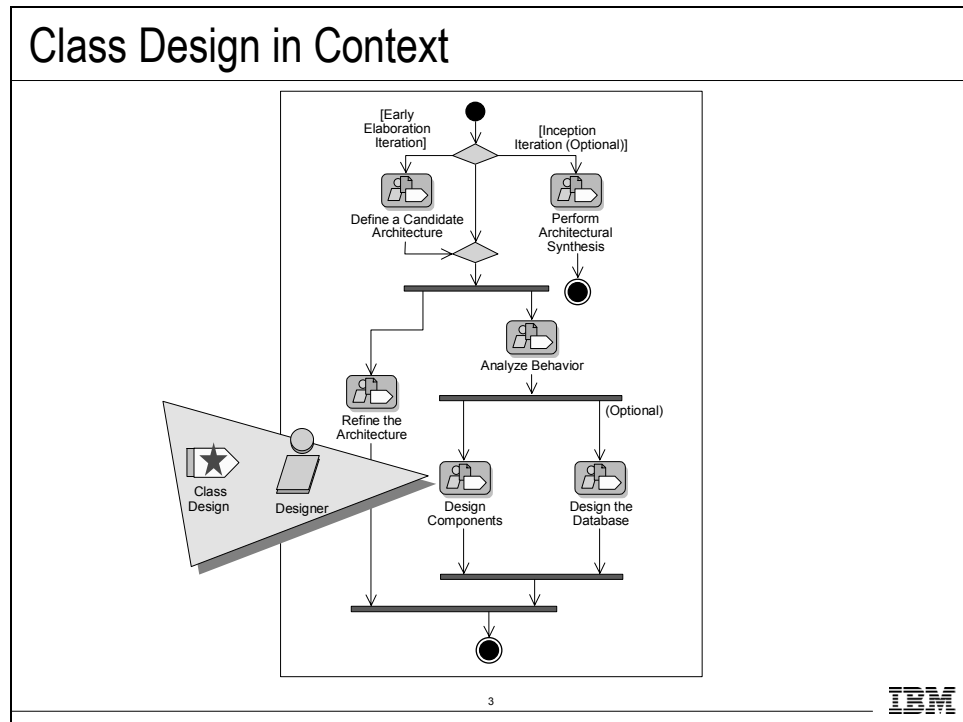 Class Design in Context
[Early
Elaboration
Iteration]
[Inception
Iteration (Optional)]
Define a Candidate
Architecture
Perform
Architectural
Synthesis
Analyze Behavior
(Optional)
Refine the
Architecture
Class
Design
Designer
Design
Components
Design the
Database
3
IBM